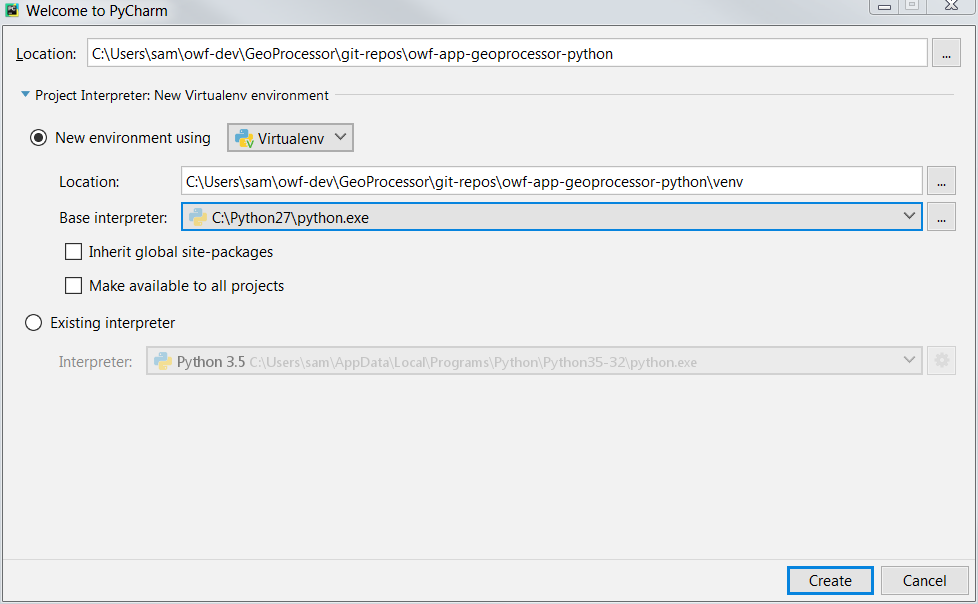 Welcome to PyCharm
Location: C:\Users\sam\owf-dev\GeoProcessor\git-repos\owf-app-geoprocessor-python ...
Project Interpreter: New Virtualenv environment
New environment using Virtualenv
Location: C:\Users\sam\owf-dev\GeoProcessor\git-repos\owf-app-geoprocessor-python\venv ...
Base interpreter: C:\Python27\python.exe ...
Inherit global site-packages
Make available to all projects
Existing interpreter
Interpreter: Python 3.5 C:\Users\sam\AppData\Local\Programs\Python\Python35-32\python.exe
Create Cancel